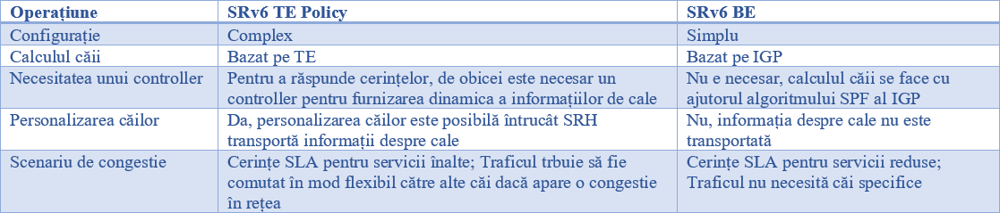 Operațiune SRv6 TE Policy SRv6 BE
Configurație Complex Simplu
Calculul căii Bazat pe TE Bazat pe IGP
Necesitatea unui controller Pentru a răspunde cerințelor, de obicei este necesar un Nu e necesar, calculul căii se face cu
controller pentru furnizarea dinamica a informațiilor de cale ajutorul algoritmului SPF al IGP
Personalizarea căilor Da, personalizarea căilor este posibilă întrucât SRH Nu, informația despre cale nu este
transportă informații despre cale transportată
Scenariu de congestie Cerințe SLA pentru servicii înalte; Traficul trbuie să fie Cerințe SLA pentru servicii reduse;
comutat în mod flexibil către alte căi dacă apare o congestie Traficul nu necesită căi specifice
în rețea